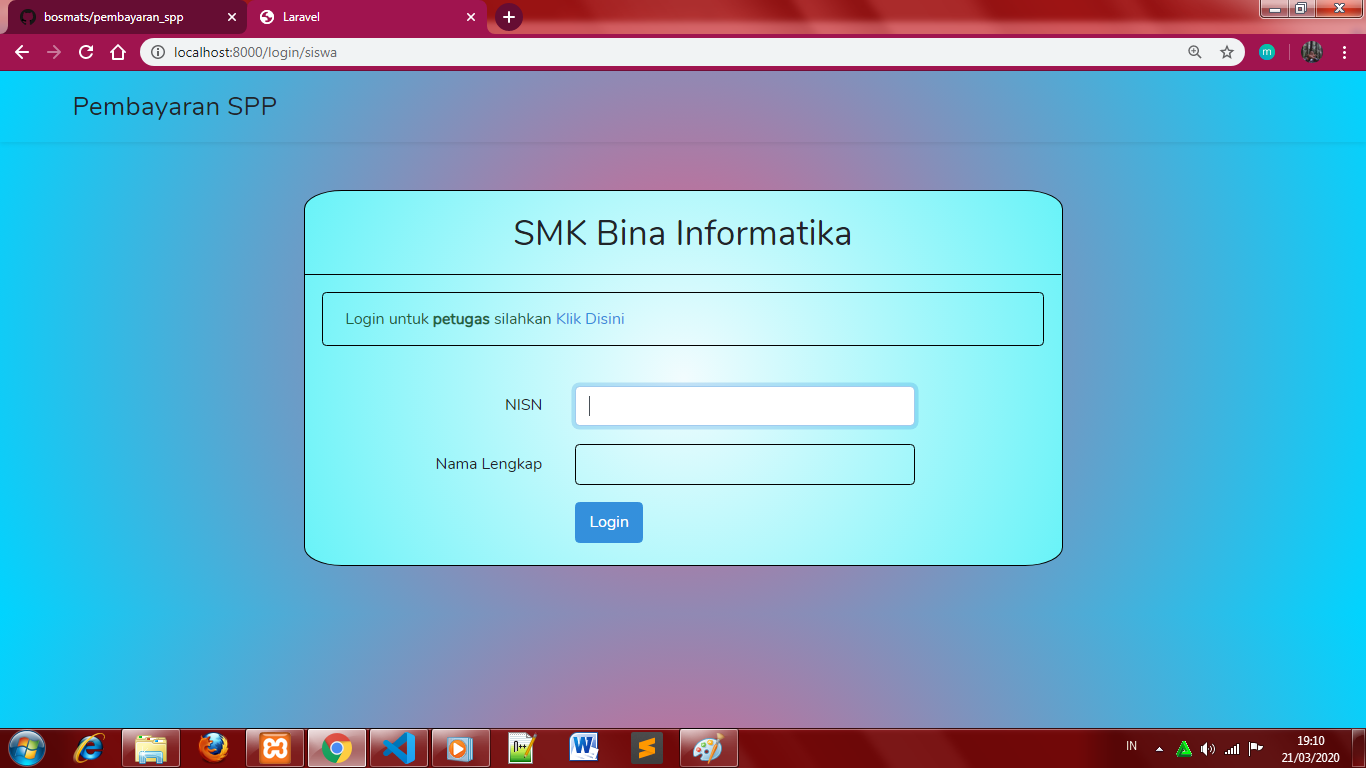 bosmats/pembayaran_spp
Laravel
localhost:8000/login/siswa
m
Pembayaran SPP
SMK Bina Informatika
Login untuk petugas silahkan Klik Disini
NISN
Nama Lengkap
Login
IN
19:10
21/03/2020